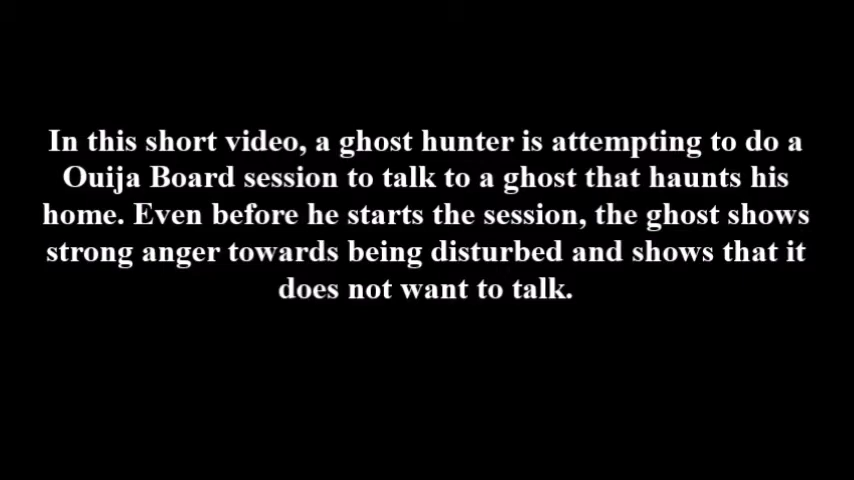 In this short video, a ghost hunter is attempting to do a
Ouija Board session to talk to a ghost that haunts his
home. Even before he starts the session, the ghost shows
strong anger towards being disturbed and shows that it
does not want to talk.